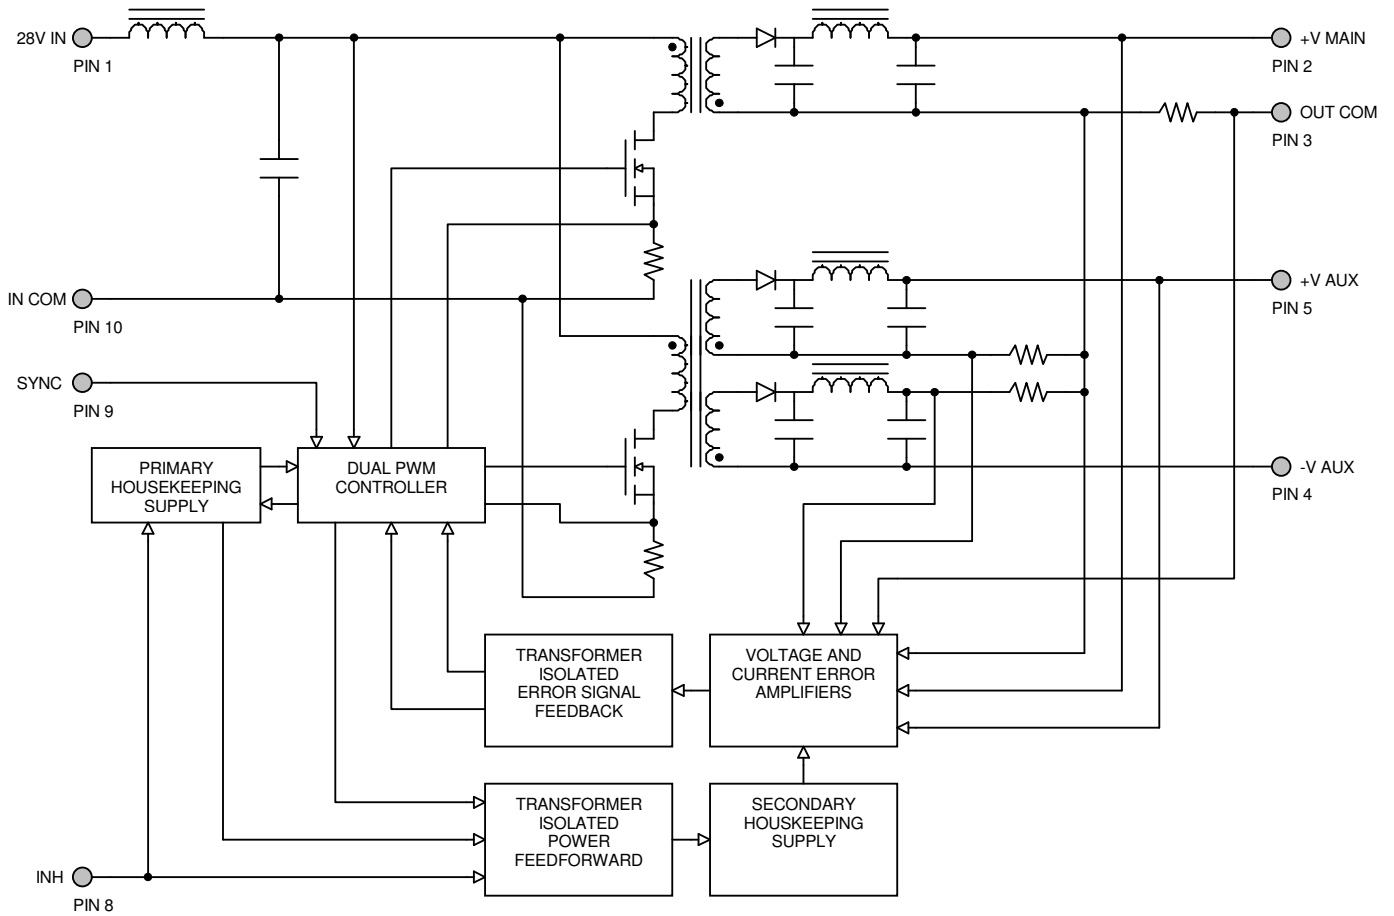 28V IN
PIN 1
+V MAIN
PIN 2
OUT COM
PIN 3
IN COM
PIN 10
+V AUX
PIN 5
SYNC
PIN 9
-V AUX
PIN 4
PRIMARY
HOUSEKEEPING
SUPPLY
DUAL PWM
CONTROLLER
TRANSFORMER
ISOLATED
ERROR SIGNAL
FEEDBACK
VOLTAGE AND
CURRENT ERROR
AMPLIFIERS
TRANSFORMER
ISOLATED
POWER
FEEDFORWARD
SECONDARY
HOUSKEEPING
SUPPLY
INH
PIN 8